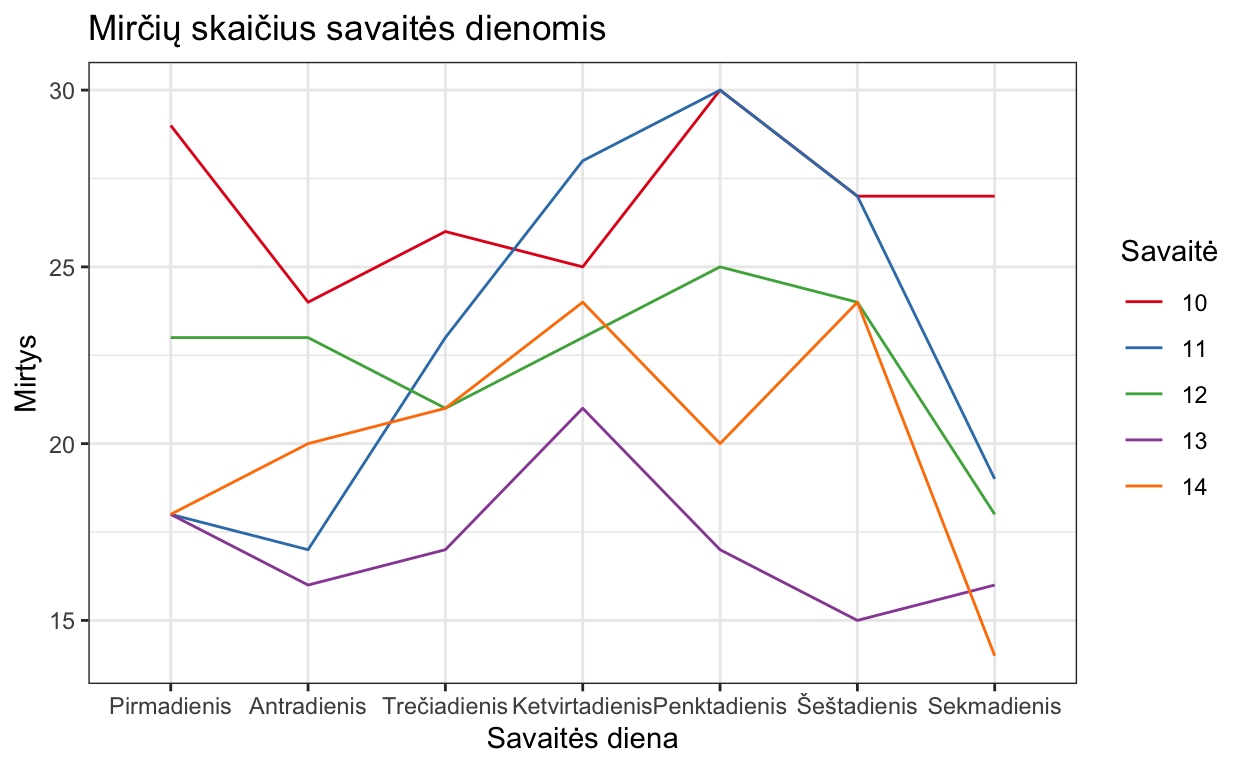 Mirčių skaičius savaitės dienomis
Mirtys
30
25
20
15
Pirmadienis Antradienis Trečiadienis Ketvirtadienis Penktadienis Šeštadienis Sekmadienis
Savaitės diena
Savaitė
10
11
12
13
14